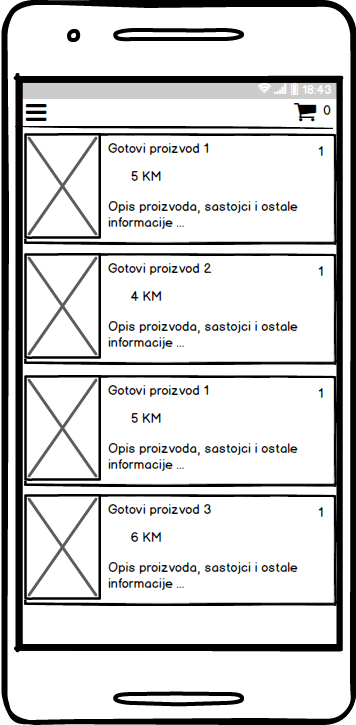 18:43
0
Gotovi proizvod 1
1
5 KM
Opis proizvoda, sastojci i ostale
informacije ...
Gotovi proizvod 2
1
4 KM
Opis proizvoda, sastojci i ostale
informacije ...
Gotovi proizvod 1
1
5 KM
Opis proizvoda, sastojci i ostale
informacije ...
Gotovi proizvod 3
1
6 KM
Opis proizvoda, sastojci i ostale
informacije ...